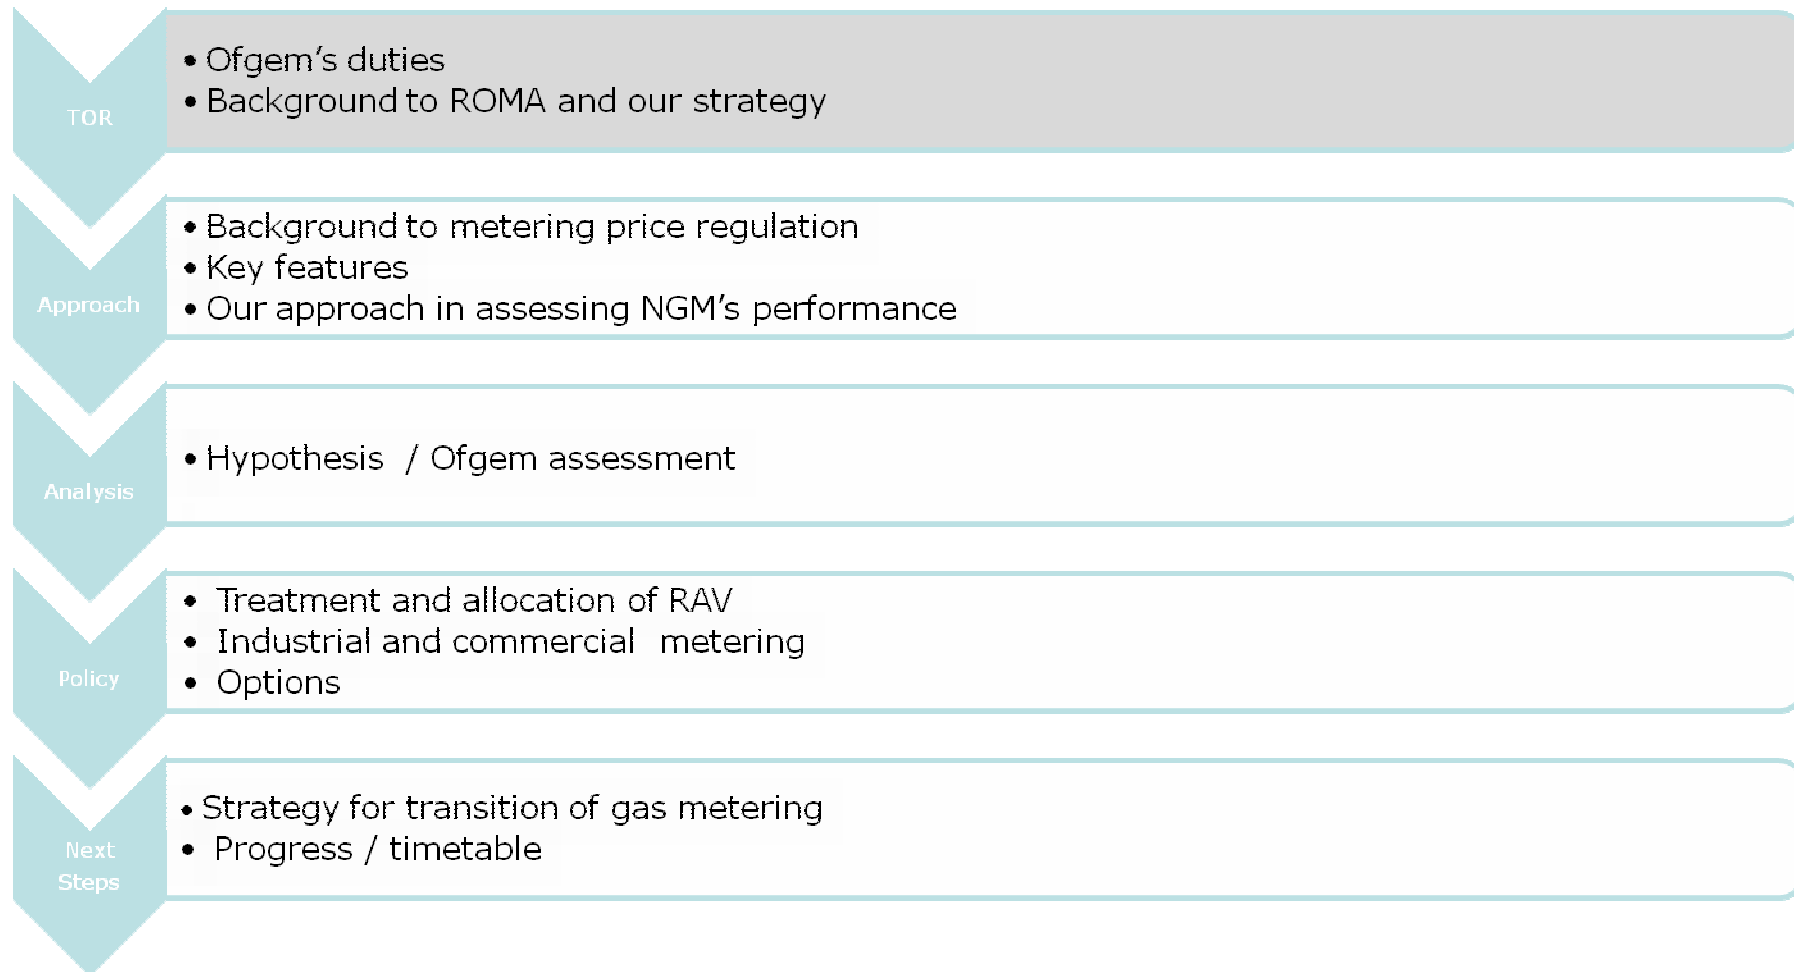 TOR
• Ofgem's duties
• Background to ROMA and our strategy
Approach
• Background to metering price regulation
• Key features
• Our approach in assessing NGM's performance
Analysis
• Hypothesis / Ofgem assessment
Policy
• Treatment and allocation of RAV
• Industrial and commercial metering
• Options
Next
Steps
• Strategy for transition of gas metering
• Progress / timetable